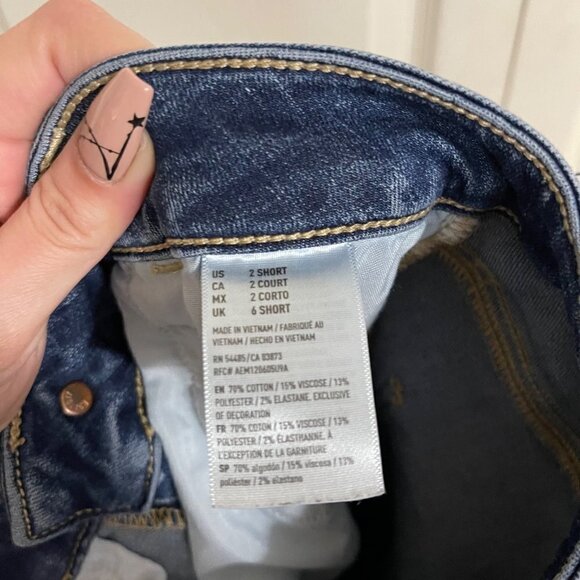 US 2 SHORT
CA 2 COURT
MX 2 CORTO
UK 6 SHORT
MADE IN VIETNAM / FABRIQUÉ AU
VIETNAM / HECHO EN VIETNAM
RN 54485/CA 03873
RFC# AEM120605U9A
EN 70% COTTON / 15% VISCOSE / 13%
POLYESTER / 2% ELASTANE, EXCLUSIVE
OF DECORATION
FR 70% COTON / 15% VISCOSE / 13%
POLYESTER / 2% ÉLASTHANNE, À
L'EXCEPTION DE LA GARNITURE
SP 70% algodón / 15% viscosa / 13%
poliéster / 2% elastano